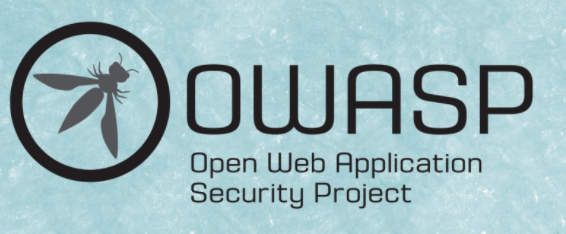 OWASP
Open Web Application
Security Project